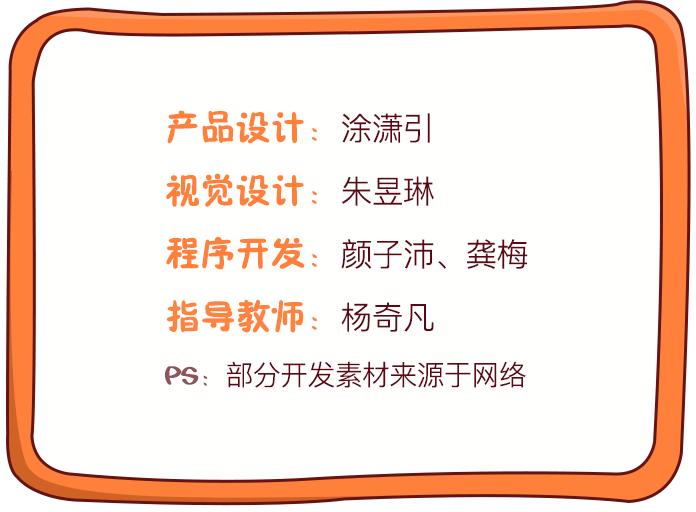 产品设计：涂潇引
视觉设计：朱昱琳
程序开发：颜子沛、龚梅
指导教师：杨奇凡
PS：部分开发素材来源于网络